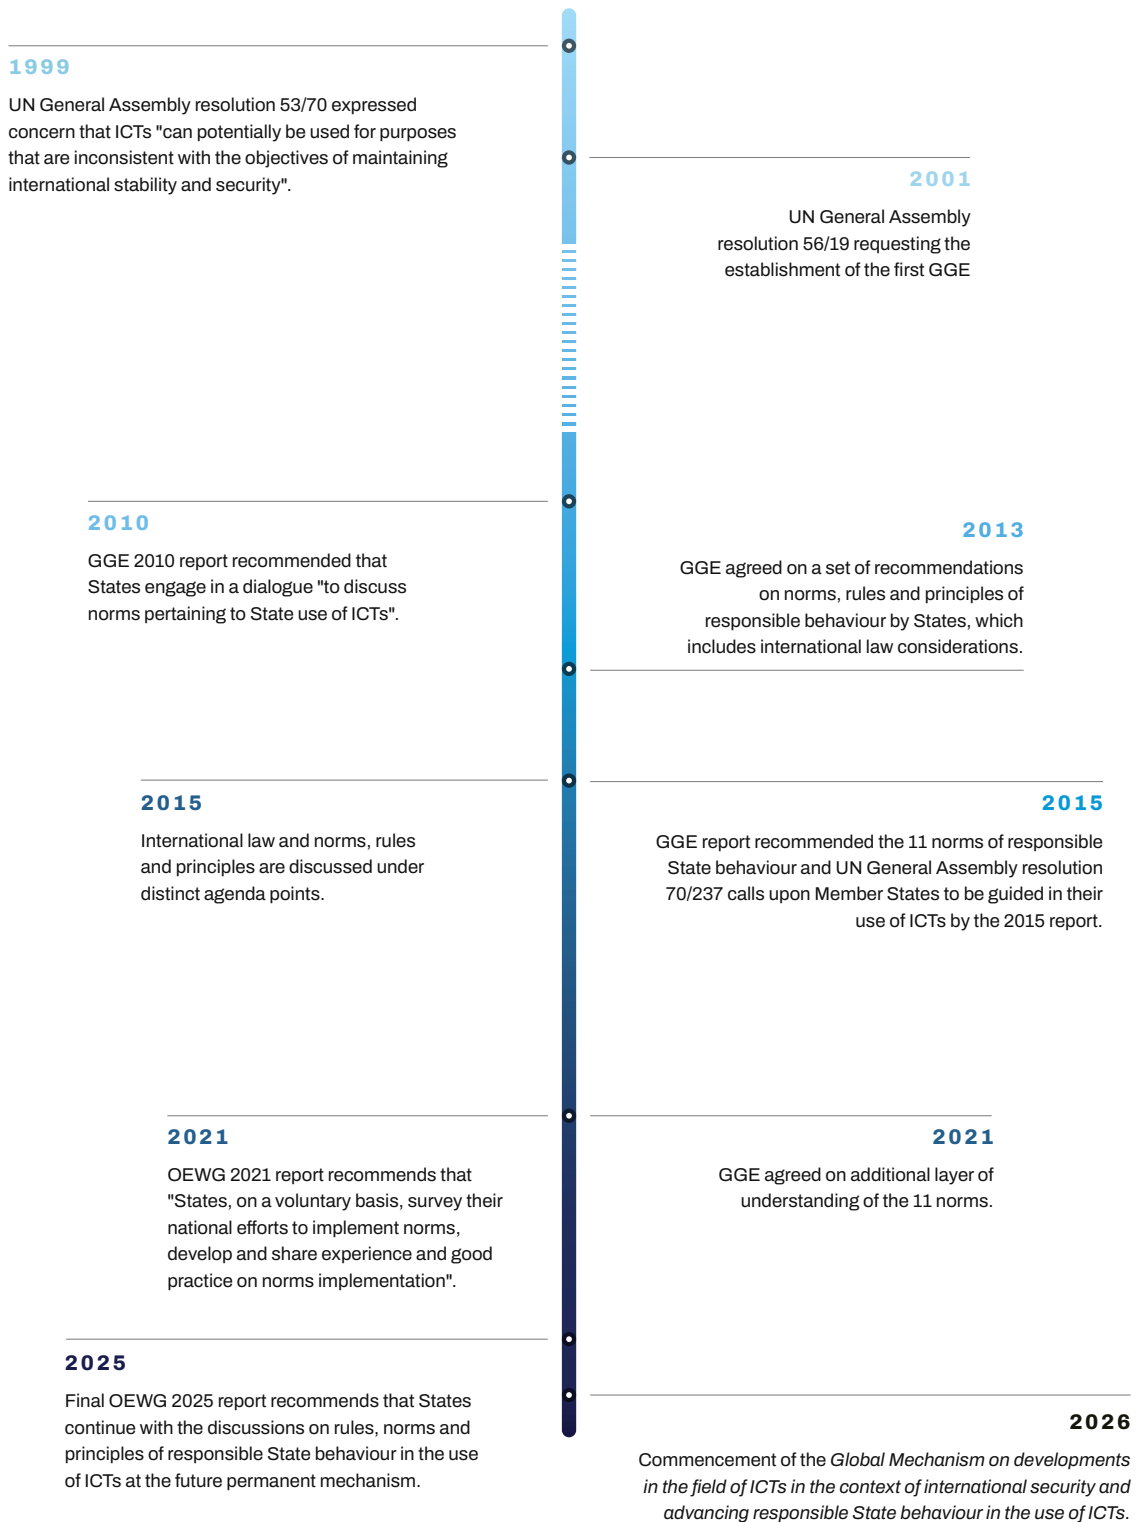 1999
UN General Assembly resolution 53/70 expressed
concern that ICTs "can potentially be used for purposes
that are inconsistent with the objectives of maintaining
international stability and security".
2001
UN General Assembly
resolution 56/19 requesting the
establishment of the first GGE
2010
GGE 2010 report recommended that
States engage in a dialogue "to discuss
norms pertaining to State use of ICTs".
2013
GGE agreed on a set of recommendations
on norms, rules and principles of
responsible behaviour by States, which
includes international law considerations.
2015
International law and norms, rules
and principles are discussed under
distinct agenda points.
2015
GGE report recommended the 11 norms of responsible
State behaviour and UN General Assembly resolution
70/237 calls upon Member States to be guided in their
use of ICTs by the 2015 report.
2021
OEWG 2021 report recommends that
"States, on a voluntary basis, survey their
national efforts to implement norms,
develop and share experience and good
practice on norms implementation".
2021
GGE agreed on additional layer of
understanding of the 11 norms.
2025
Final OEWG 2025 report recommends that States
continue with the discussions on rules, norms and
principles of responsible State behaviour in the use
of ICTs at the future permanent mechanism.
2026
Commencement of the Global Mechanism on developments
in the field of ICTs in the context of international security and
advancing responsible State behaviour in the use of ICTs.